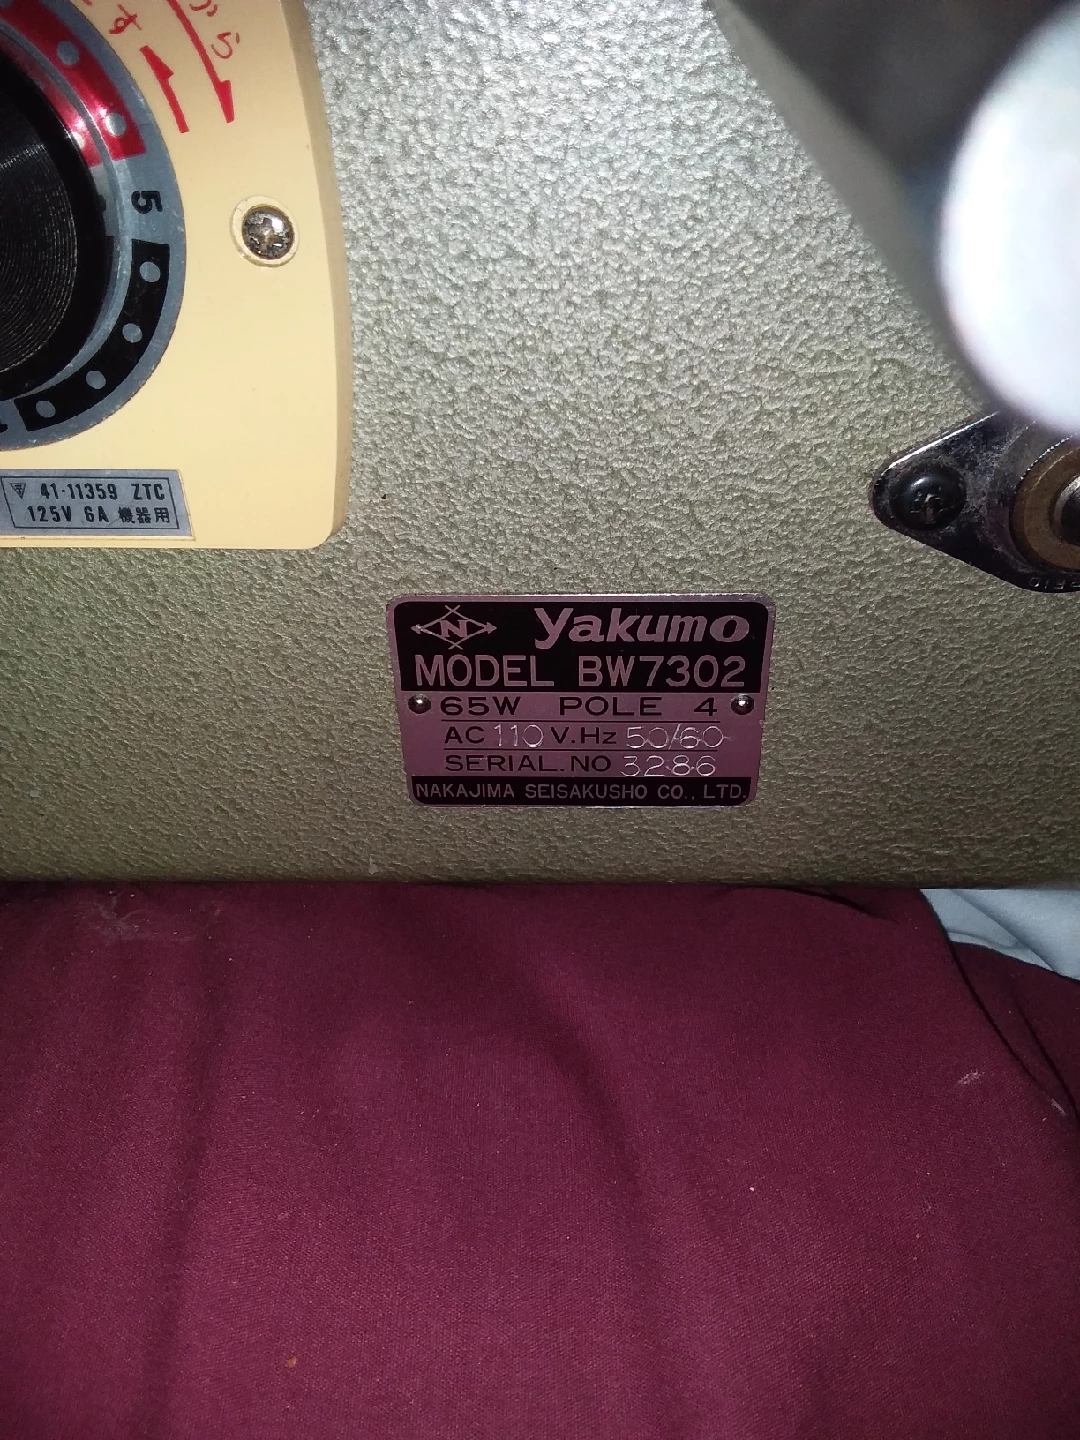 5
41-11359 ZTC
125V 6A 機器用
N yakumo
MODEL BW7302
65W POLE 4
AC 110 V.Hz 50/60
SERIAL.NO 3286
NAKAJIMA SEISAKUSHO CO., LTD.